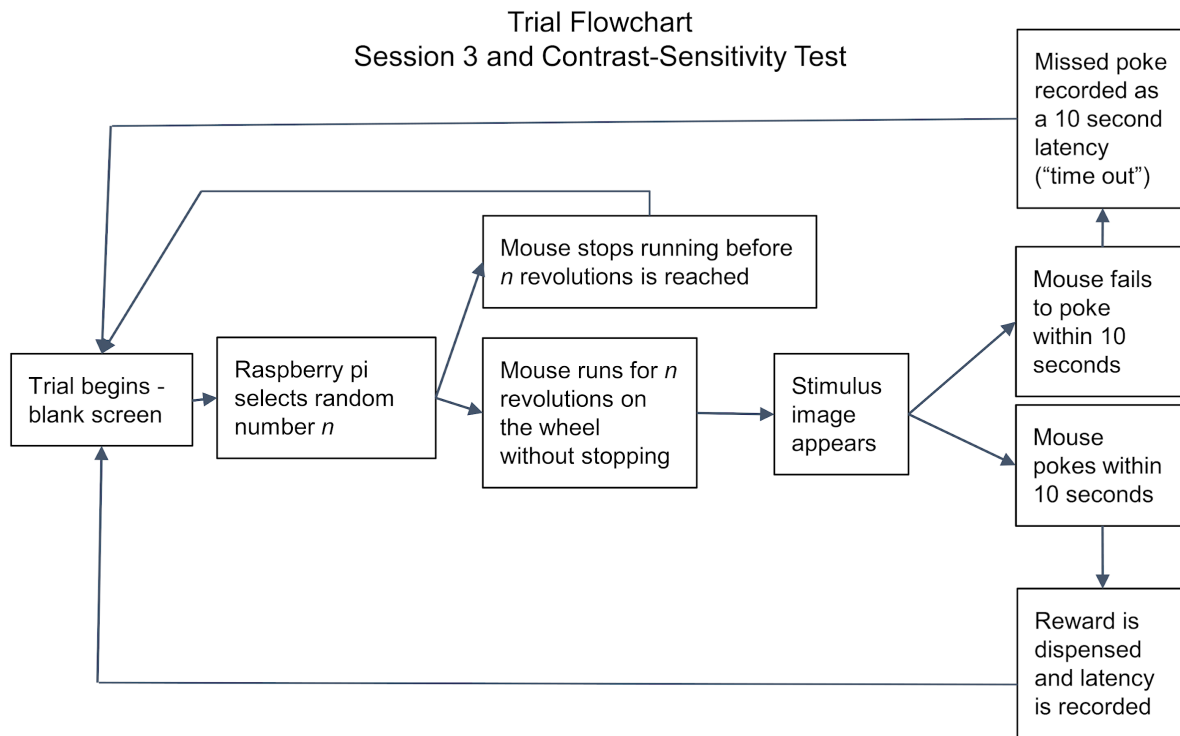 Trial Flowchart
Session 3 and Contrast-Sensitivity Test
Trial begins -
blank screen
Raspberry pi
selects random
number n
Mouse stops running before
n revolutions is reached
Mouse runs for n
revolutions on
the wheel
without stopping
Stimulus
image
appears
Mouse fails
to poke
within 10
seconds
Missed poke
recorded as
a 10 second
latency
(“time out”)
Mouse
pokes within
10 seconds
Reward is
dispensed
and latency
is recorded